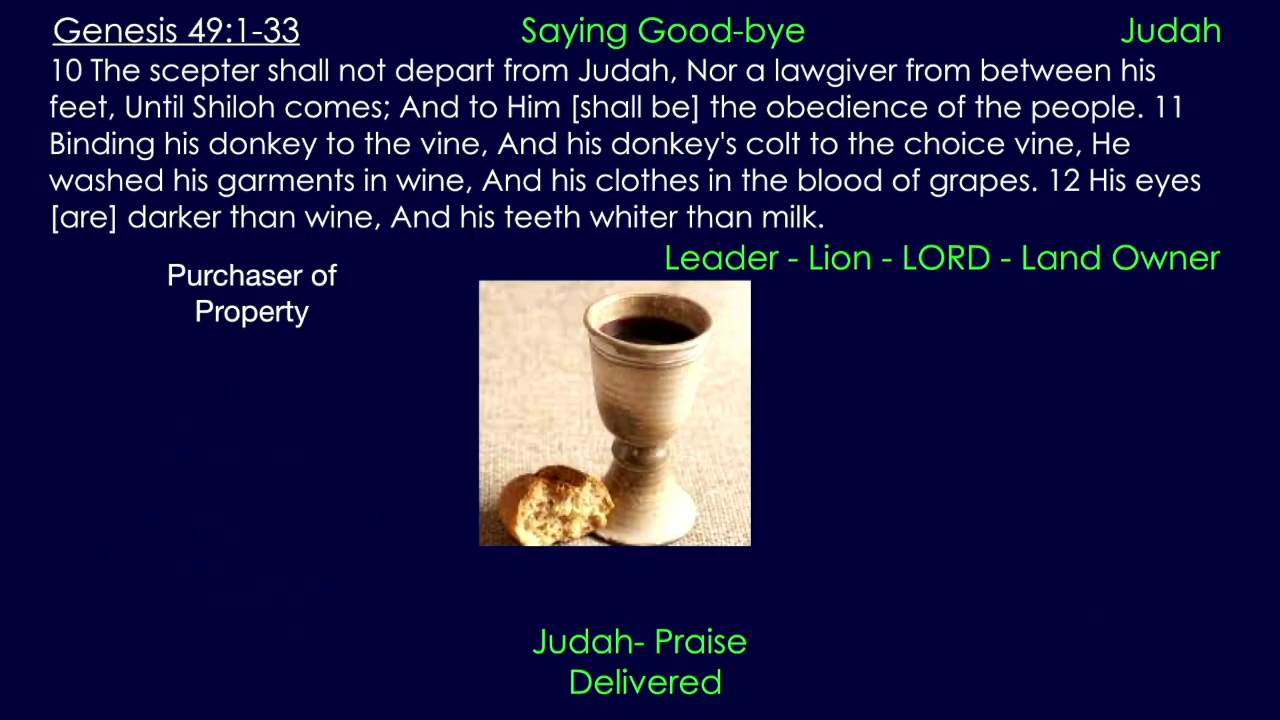 Genesis 49:1-33 Saying Good-bye Judah
10 The scepter shall not depart from Judah, Nor a lawgiver from between his
feet, Until Shiloh comes; And to Him [shall be] the obedience of the people. 11
Binding his donkey to the vine, And his donkey's colt to the choice vine, He
washed his garments in wine, And his clothes in the blood of grapes. 12 His eyes
[are] darker than wine, And his teeth whiter than milk.
Leader - Lion - LORD - Land Owner
Purchaser of
Property
Judah- Praise
Delivered